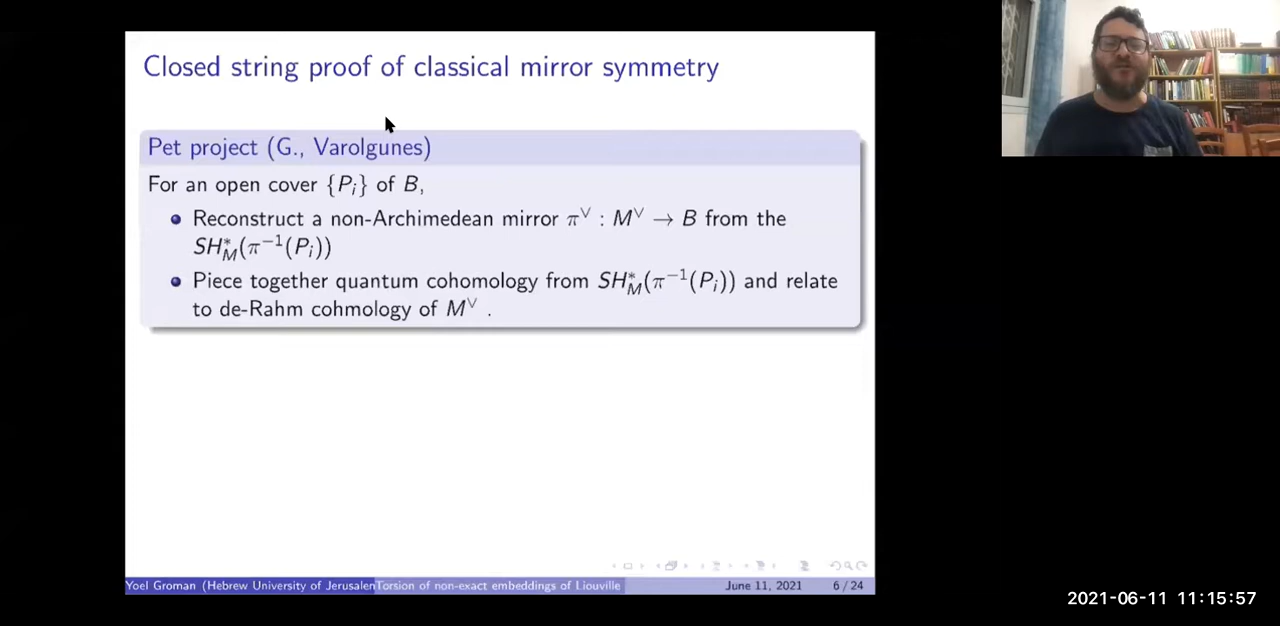 Closed string proof of classical mirror symmetry
Pet project (G., Varolgunes)
For an open cover {P_i} of B,
Reconstruct a non-Archimedean mirror π^∨ : M^∨ → B from the
SH*_M(π^{-1}(P_i))
Piece together quantum cohomology from SH*_M(π^{-1}(P_i)) and relate
to de-Rahm cohmology of M^∨ .
Yoel Groman (Hebrew University of Jerusalen Torsion of non-exact embeddings of Liouville June 11, 2021 6 / 24
2021-06-11 11:15:57